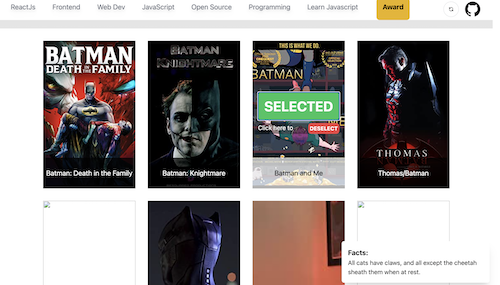 ReactJs Frontend Web Dev JavaScript Open Source Programming Learn Javascript Award
BATMAN
DEATH IN THE FAMILY
Batman: Death in the Family
BATMAN
KNIGHTMARE
Batman: Knightmare
THIS IS WHAT WE DO.
BATMAN
SELECTED
Click here to DESELECT
Batman and Me
THOMAS
Thomas/Batman
Facts:
All cats have claws, and all except the cheetah
sheath them when at rest.